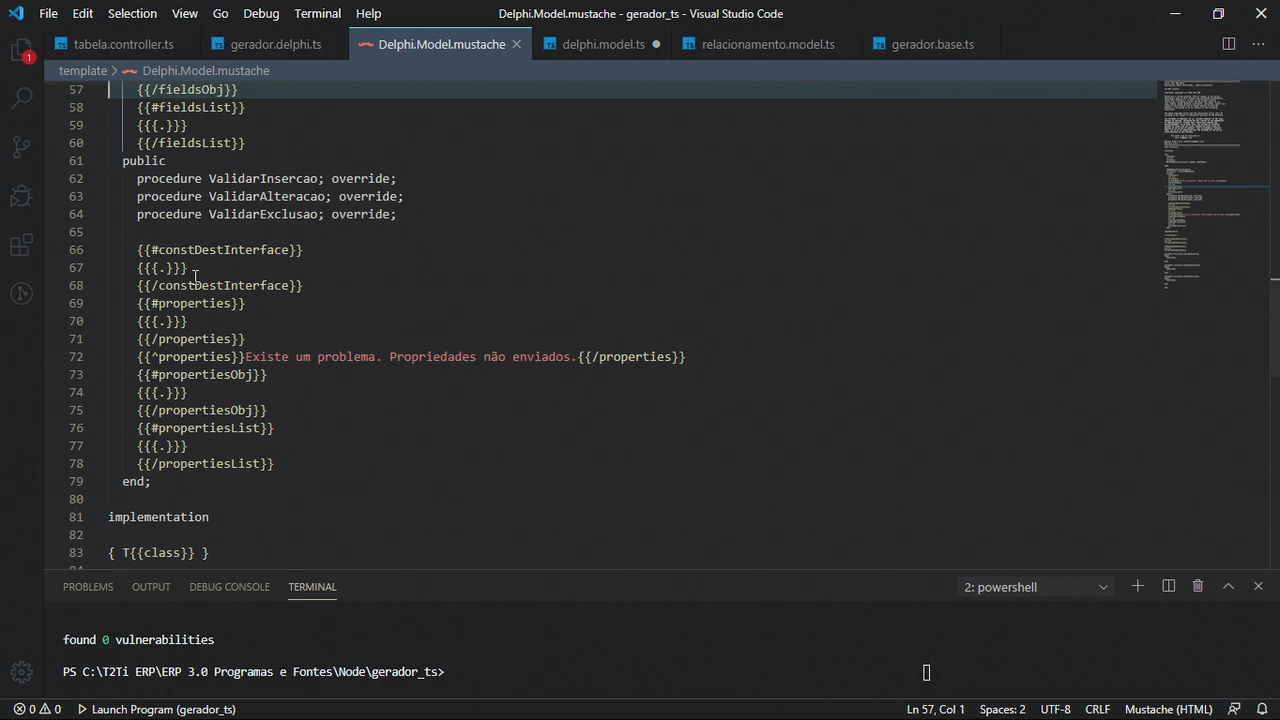 File Edit Selection View Go Debug Terminal Help Delphi.Model.mustache - gerador_ts - Visual Studio Code
1 tabela.controller.ts gerador.delphi.ts Delphi.Model.mustache delphi.model.ts relacionamento.model.ts gerador.base.ts
template > Delphi.Model.mustache
57 {{/fieldsObj}}
58 {{#fieldsList}}
59 {{{.}}}
60 {{/fieldsList}}
61 public
62 procedure ValidarInsercao; override;
63 procedure ValidarAlteracao; override;
64 procedure ValidarExclusao; override;
65
66 {{#constDestInterface}}
67 {{{.}}}
68 {{/constDestInterface}}
69 {{#properties}}
70 {{{.}}}
71 {{/properties}}
72 {{^properties}}Existe um problema. Propriedades não enviados.{{/properties}}
73 {{#propertiesObj}}
74 {{{.}}}
75 {{/propertiesObj}}
76 {{#propertiesList}}
77 {{{.}}}
78 {{/propertiesList}}
79 end;
80
81 implementation
82
83 { T{{class}} }
PROBLEMS OUTPUT DEBUG CONSOLE TERMINAL 2: powershell
found 0 vulnerabilities
PS C:\T2Ti ERP\ERP 3.0 Programas e Fontes\Node\gerador_ts>
0 0 Launch Program (gerador_ts) Ln 57, Col 1 Spaces: 2 UTF-8 CRLF Mustache (HTML)